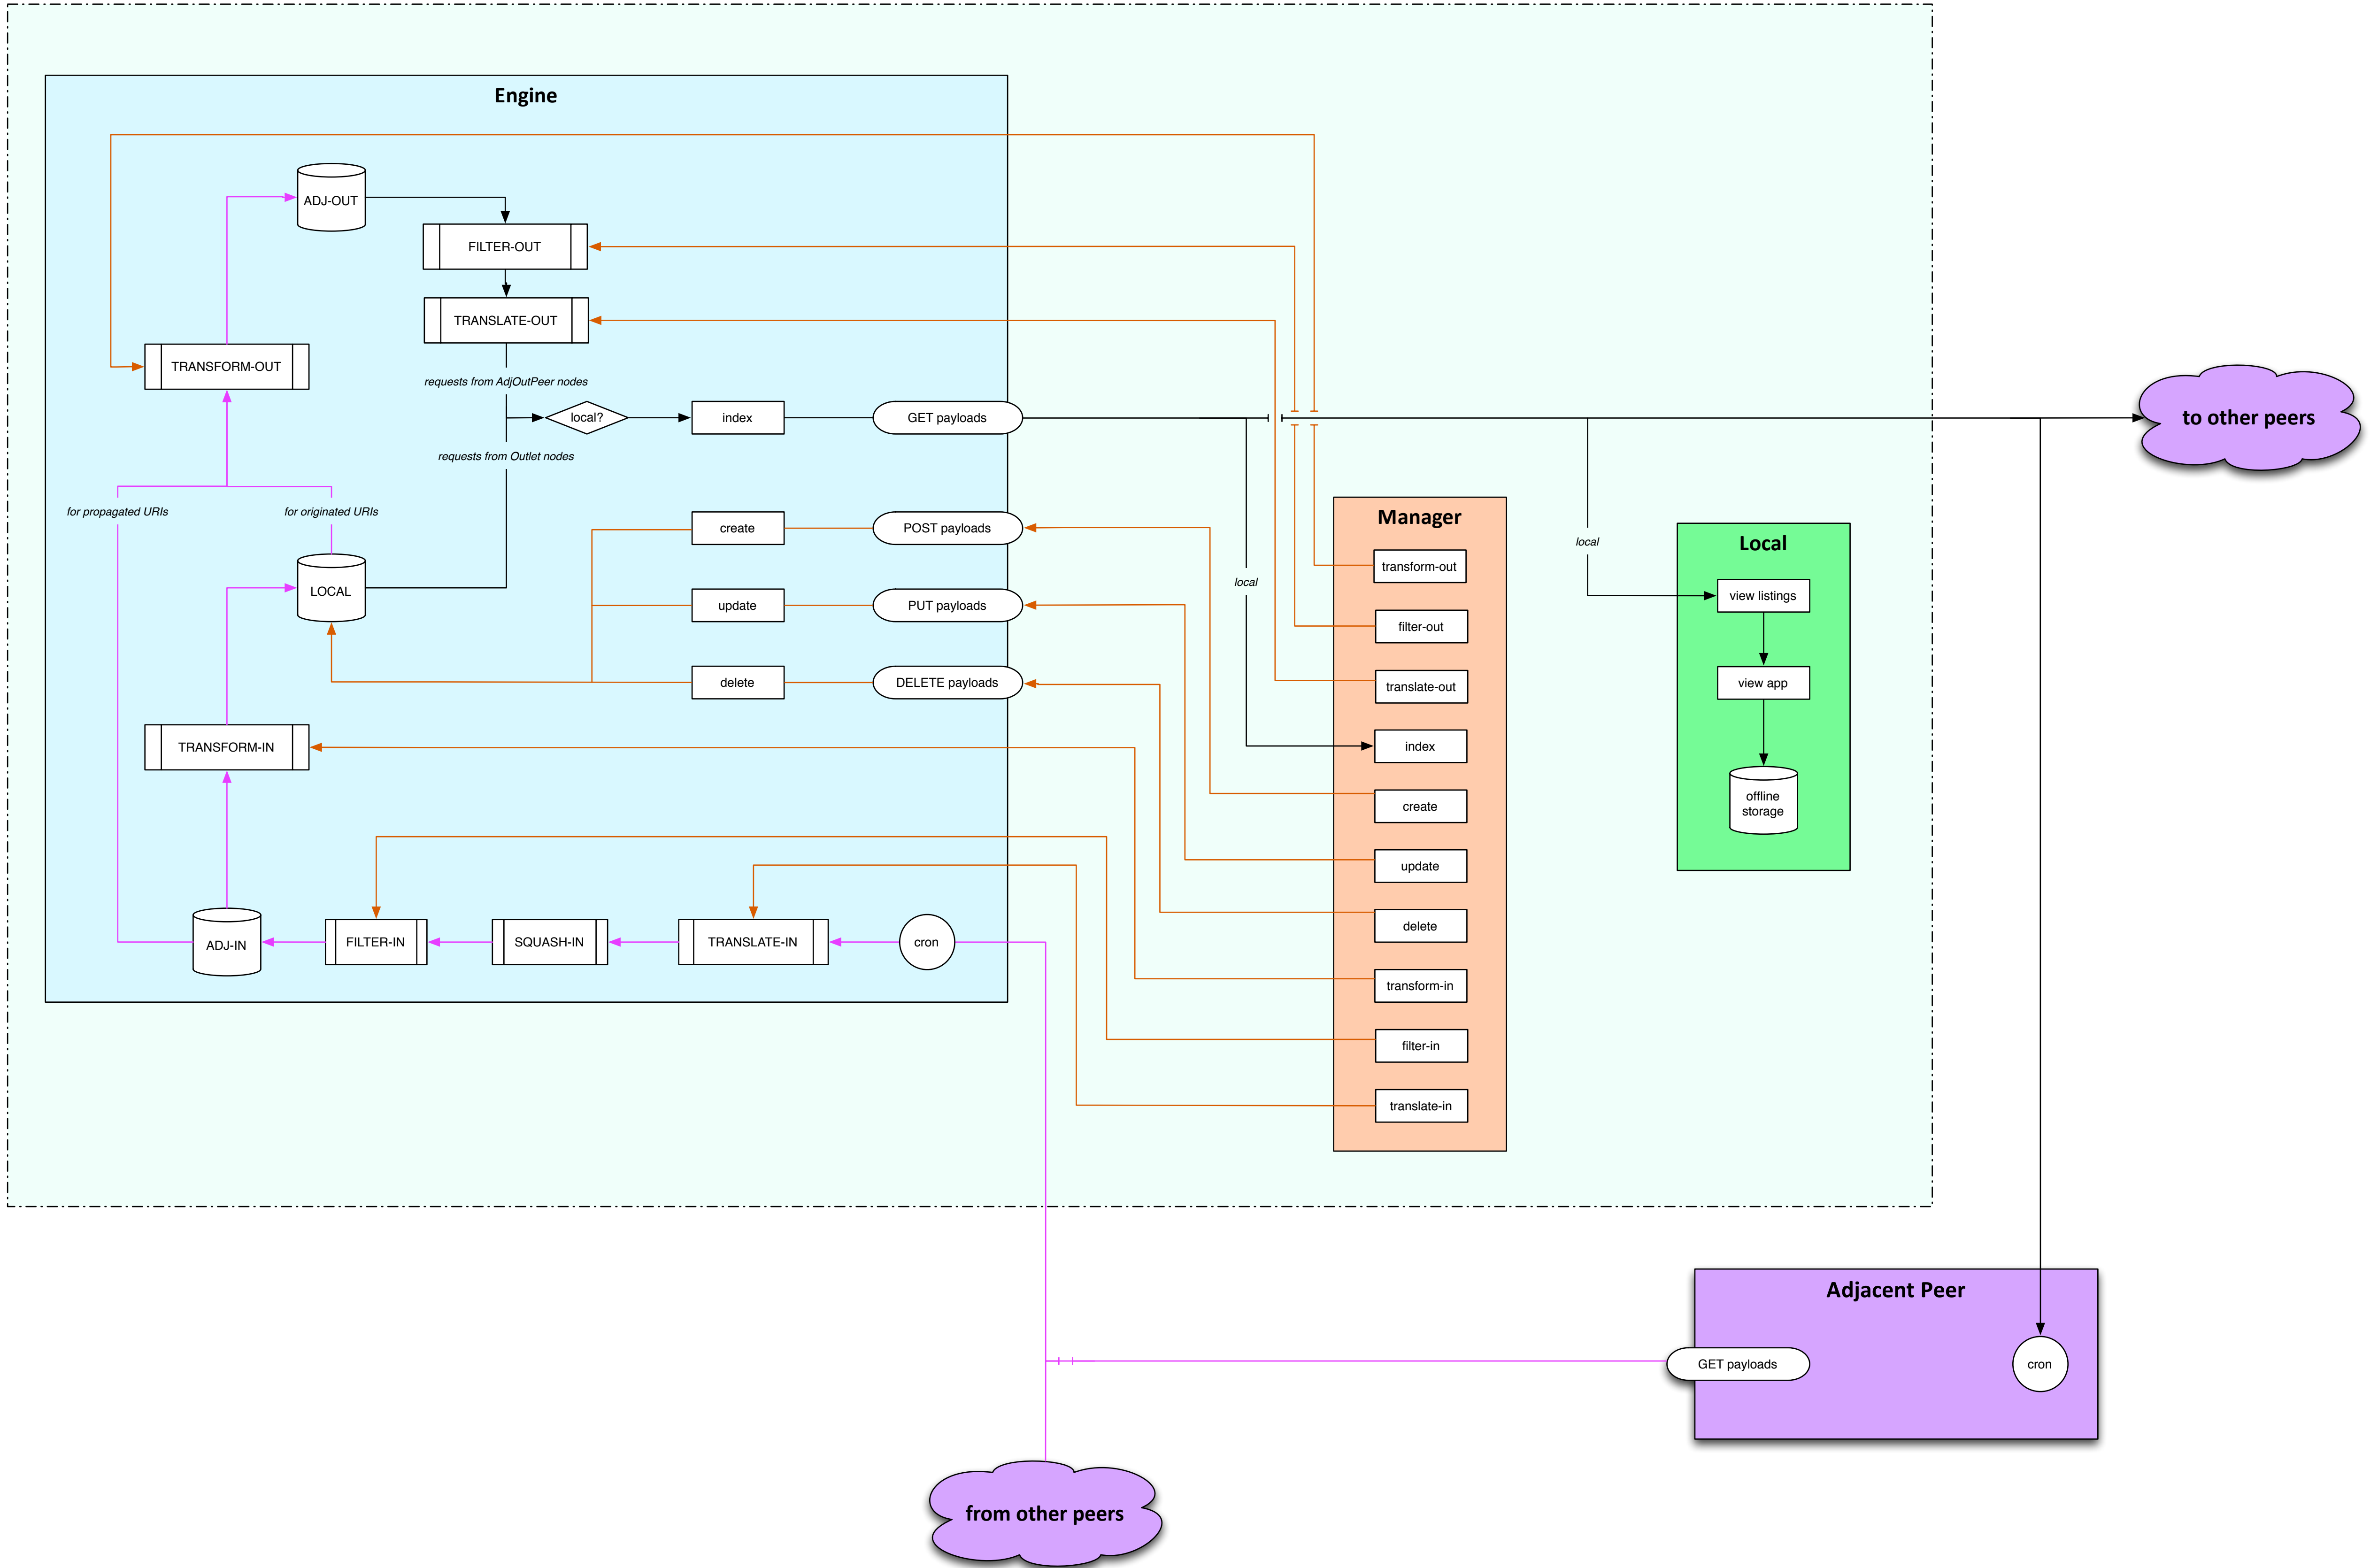 Engine
ADJ-OUT
FILTER-OUT
TRANSLATE-OUT
TRANSFORM-OUT
requests from AdjOutPeer nodes
local?
index
GET payloads
requests from Outlet nodes
for propagated URIs
for originated URIs
create
POST payloads
LOCAL
update
PUT payloads
delete
DELETE payloads
TRANSFORM-IN
ADJ-IN
FILTER-IN
SQUASH-IN
TRANSLATE-IN
cron
local
Manager
transform-out
filter-out
translate-out
index
create
update
delete
transform-in
filter-in
translate-in
local
Local
view listings
view app
offline
storage
to other peers
Adjacent Peer
GET payloads
cron
from other peers